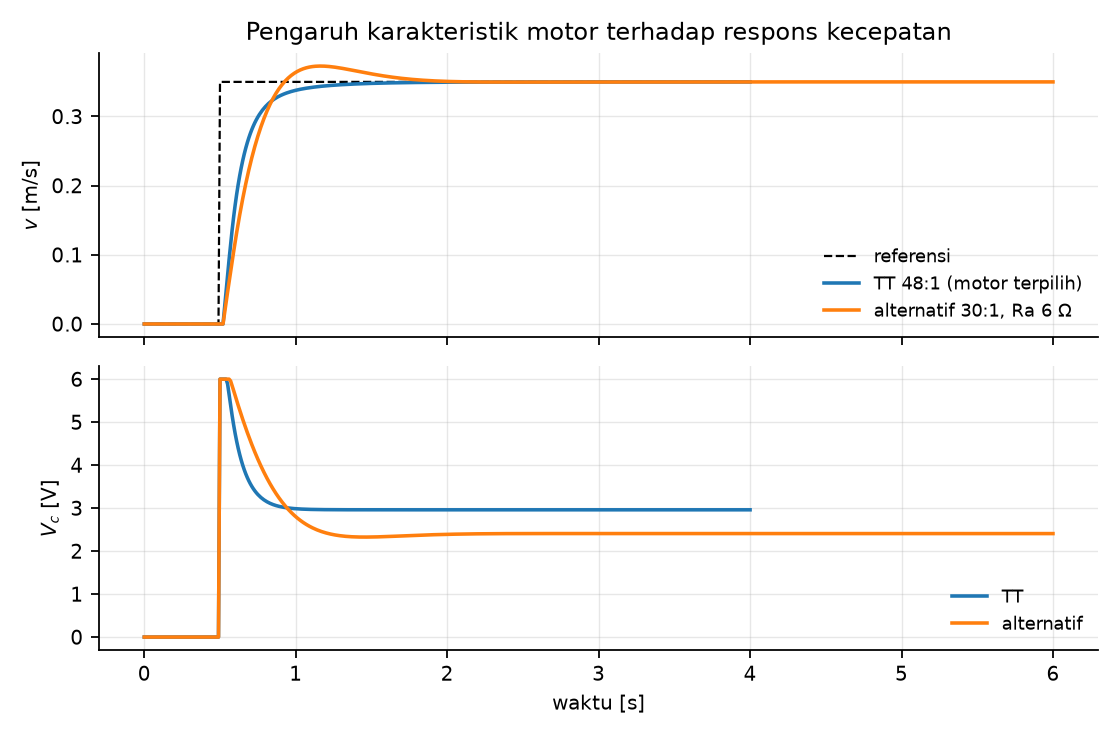 Pengaruh karakteristik motor terhadap respons kecepatan
v [m/s]
0.3
0.2
0.1
0.0
referensi
TT 48:1 (motor terpilih)
alternatif 30:1, Ra 6 Ω
Vc [V]
6
5
4
3
2
1
0
TT
alternatif
0 1 2 3 4 5 6
waktu [s]